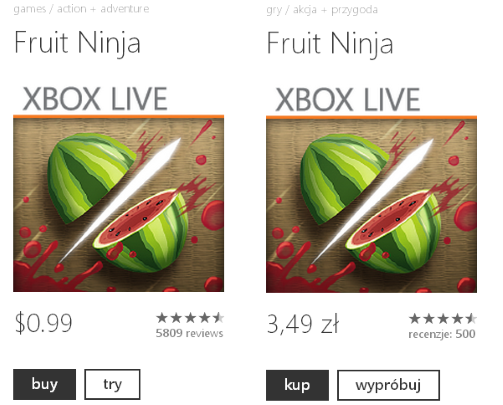 games / action + adventure
Fruit Ninja
XBOX LIVE
$0.99
5809 reviews
buy try
gry / akcja + przygoda
Fruit Ninja
XBOX LIVE
3,49 zł
recenzje: 500
kup wypróbuj